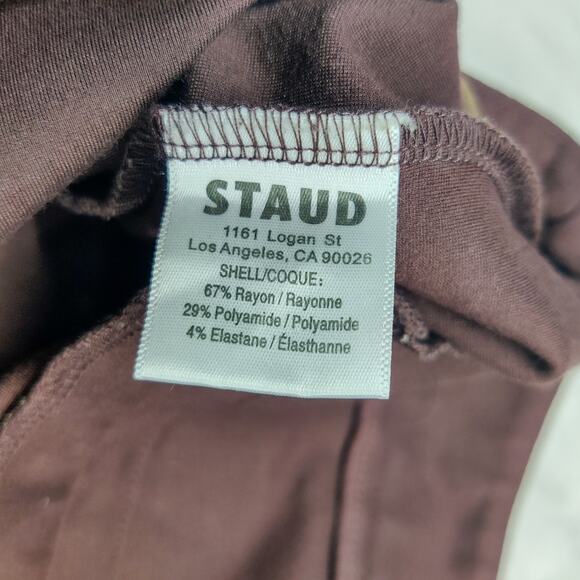 STAUD
1161 Logan St
Los Angeles, CA 90026
SHELL/COQUE:
67% Rayon / Rayonne
29% Polyamide / Polyamide
4% Elastane / Élasthanne